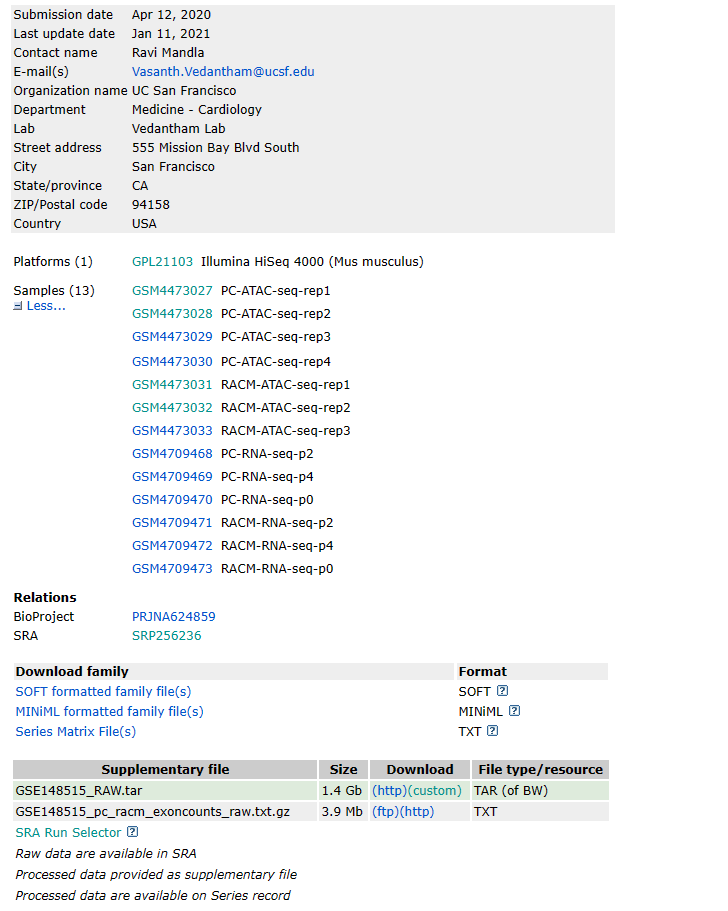 Submission date Apr 12, 2020
Last update date Jan 11, 2021
Contact name Ravi Mandla
E-mail(s) Vasanth.Vedantham@ucsf.edu
Organization name UC San Francisco
Department Medicine - Cardiology
Lab Vedantham Lab
Street address 555 Mission Bay Blvd South
City San Francisco
State/province CA
ZIP/Postal code 94158
Country USA
Platforms (1) GPL21103 Illumina HiSeq 4000 (Mus musculus)
Samples (13) GSM4473027 PC-ATAC-seq-rep1
Less...
GSM4473028 PC-ATAC-seq-rep2
GSM4473029 PC-ATAC-seq-rep3
GSM4473030 PC-ATAC-seq-rep4
GSM4473031 RACM-ATAC-seq-rep1
GSM4473032 RACM-ATAC-seq-rep2
GSM4473033 RACM-ATAC-seq-rep3
GSM4709468 PC-RNA-seq-p2
GSM4709469 PC-RNA-seq-p4
GSM4709470 PC-RNA-seq-p0
GSM4709471 RACM-RNA-seq-p2
GSM4709472 RACM-RNA-seq-p4
GSM4709473 RACM-RNA-seq-p0
Relations
BioProject PRJNA624859
SRA SRP256236
Download family Format
SOFT formatted family file(s) SOFT ?
MINiML formatted family file(s) MINiML ?
Series Matrix File(s) TXT ?
Supplementary file Size Download File type/resource
GSE148515_RAW.tar 1.4 Gb (http)(custom) TAR (of BW)
GSE148515_pc_racm_exoncounts_raw.txt.gz 3.9 Mb (ftp)(http) TXT
SRA Run Selector ?
Raw data are available in SRA
Processed data provided as supplementary file
Processed data are available on Series record